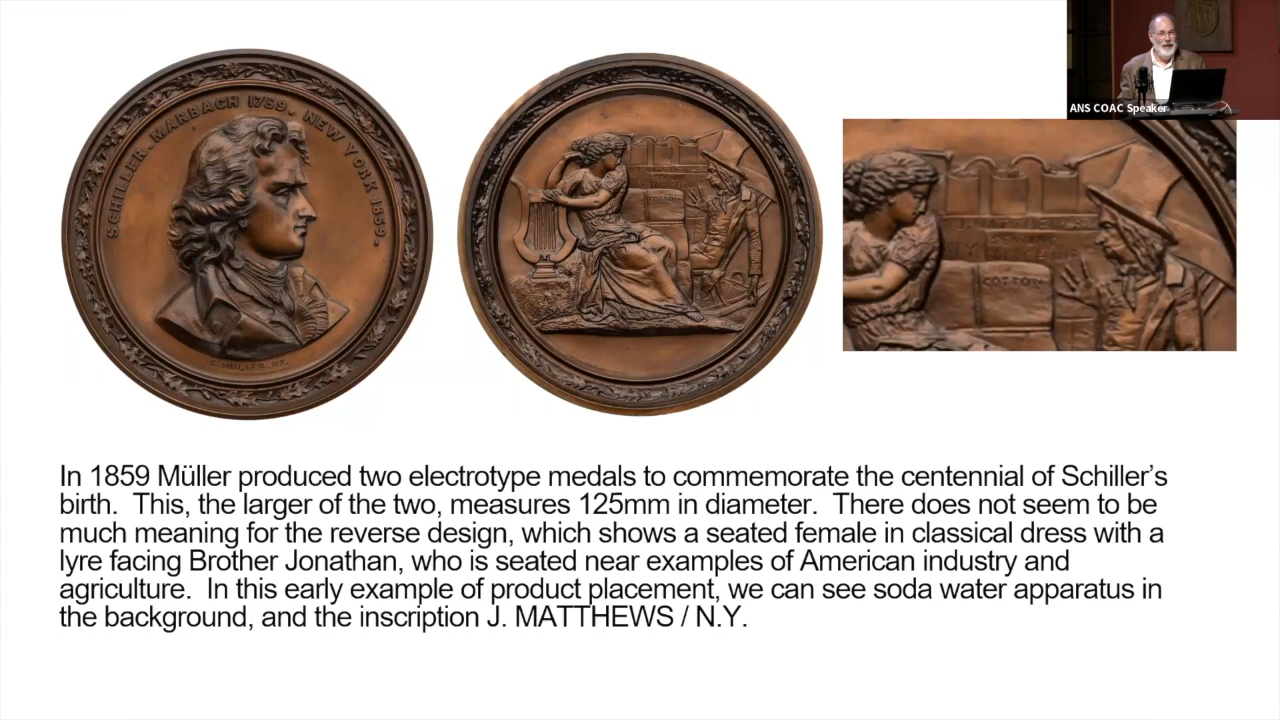 ANS COAC Speaker
SCHILLER. MARBACH 1759. NEW YORK 1859.
C. MULLER. N.Y.
COTTON
In 1859 Müller produced two electrotype medals to commemorate the centennial of Schiller’s
birth.  This, the larger of the two, measures 125mm in diameter.  There does not seem to be
much meaning for the reverse design, which shows a seated female in classical dress with a
lyre facing Brother Jonathan, who is seated near examples of American industry and
agriculture.  In this early example of product placement, we can see soda water apparatus in
the background, and the inscription J. MATTHEWS / N.Y.